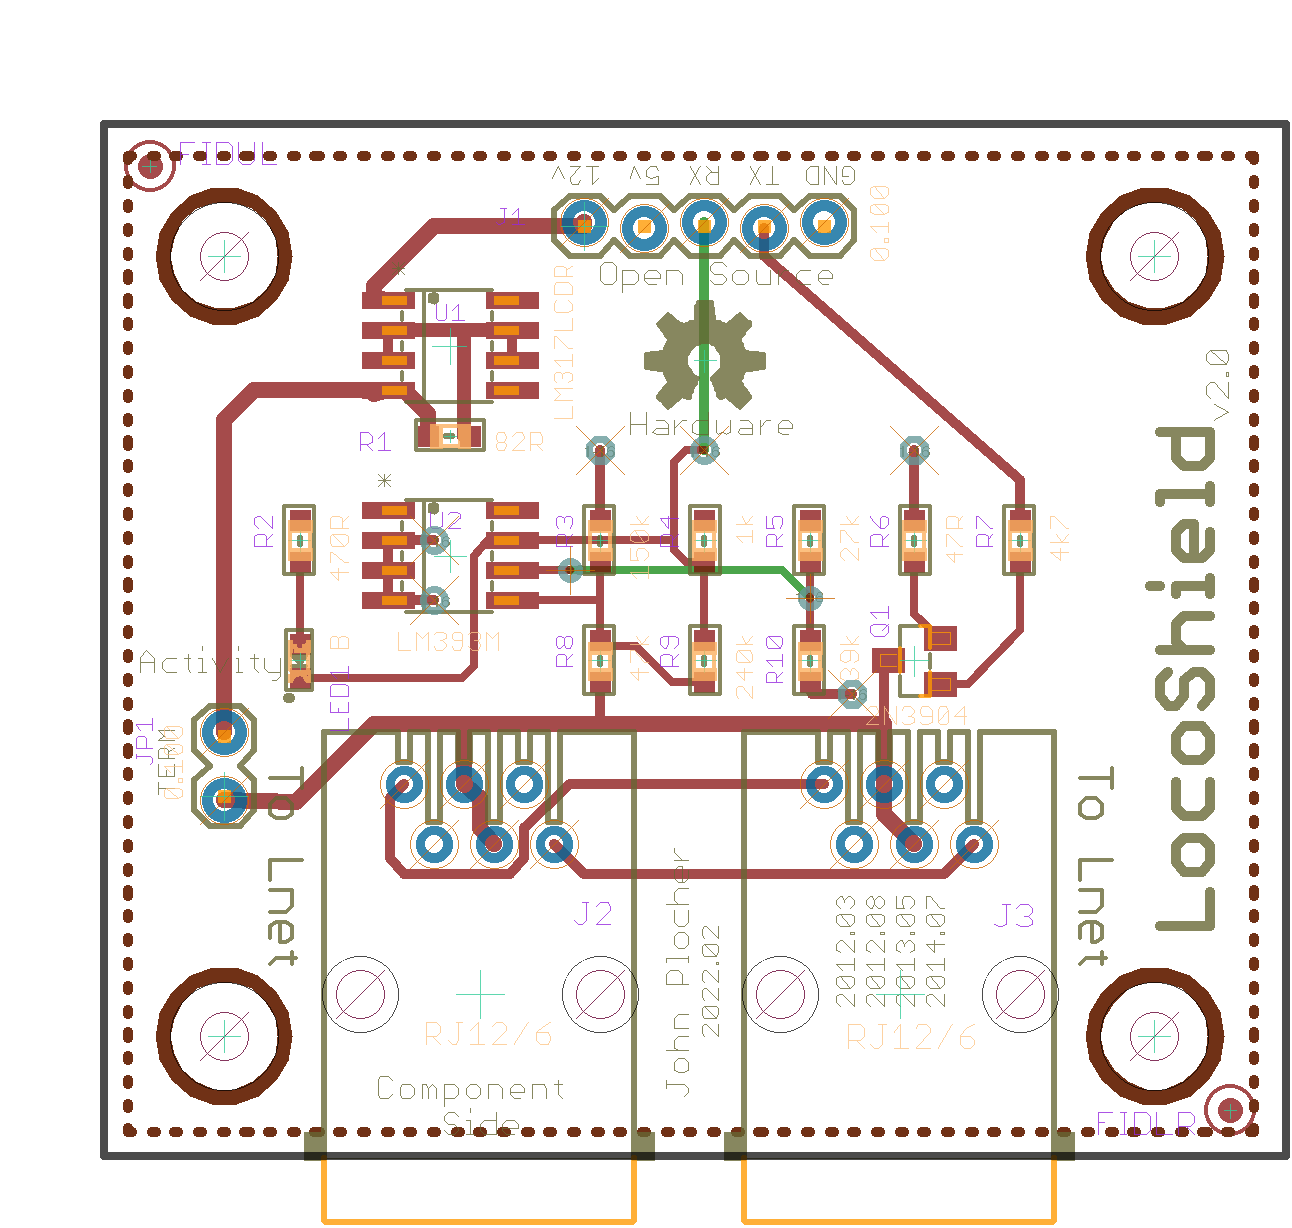 FIDUL
12v 5v RX TX GND
J1
0.100
Open Source
*
U1
LM317LCDR
Hardware
v2.0
R1
82R
*
U2
LM393M
R2
470R
R3
150k
R4
1k
R5
27k
R6
47R
R7
4k7
Q1
2N3904
R8
47k
R9
240k
R10
39k
Activity
LED1
B
JP1
TERM
0.100
To Lnet
To Lnet
LocoShield
J2
J3
RJ12/6
RJ12/6
John Plocher
2022.02
2012.03
2012.08
2013.05
2014.07
Component
Side
FIDLR